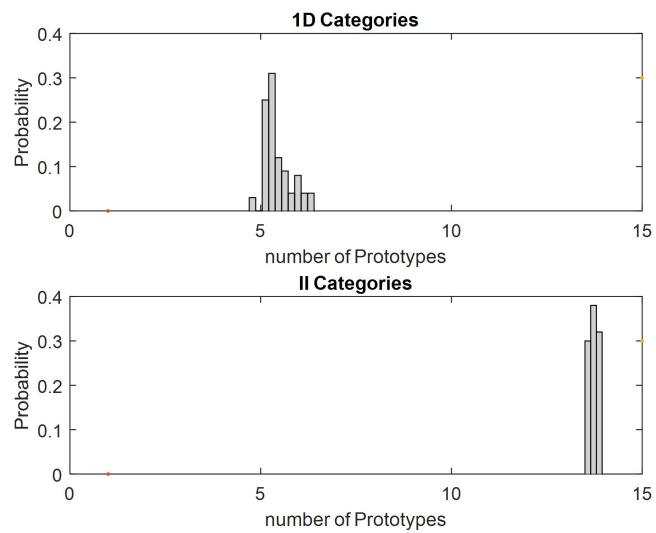 1D Categories
0.4
0.3
0.2
0.1
0
Probability
0 5 10 15
number of Prototypes
II Categories
0.4
0.3
0.2
0.1
0
Probability
0 5 10 15
number of Prototypes